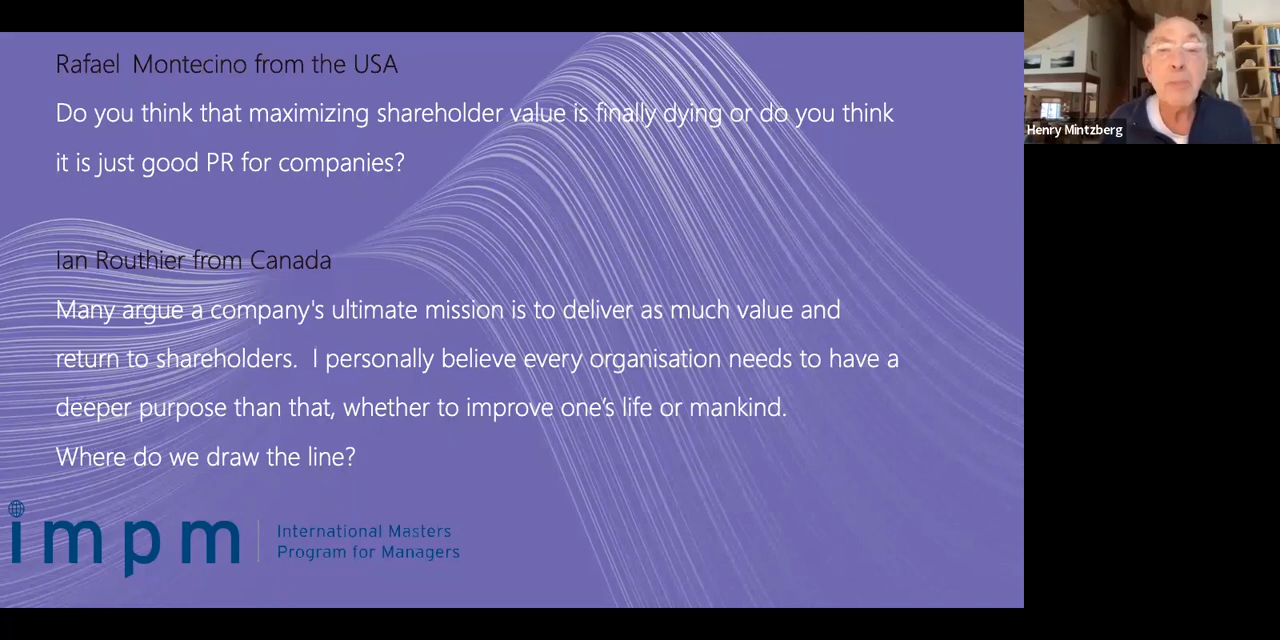 Rafael Montecino from the USA
Do you think that maximizing shareholder value is finally dying or do you think
it is just good PR for companies?
Ian Routhier from Canada
Many argue a company's ultimate mission is to deliver as much value and
return to shareholders. I personally believe every organisation needs to have a
deeper purpose than that, whether to improve one’s life or mankind.
Where do we draw the line?
impm
International Masters
Program for Managers
Henry Mintzberg